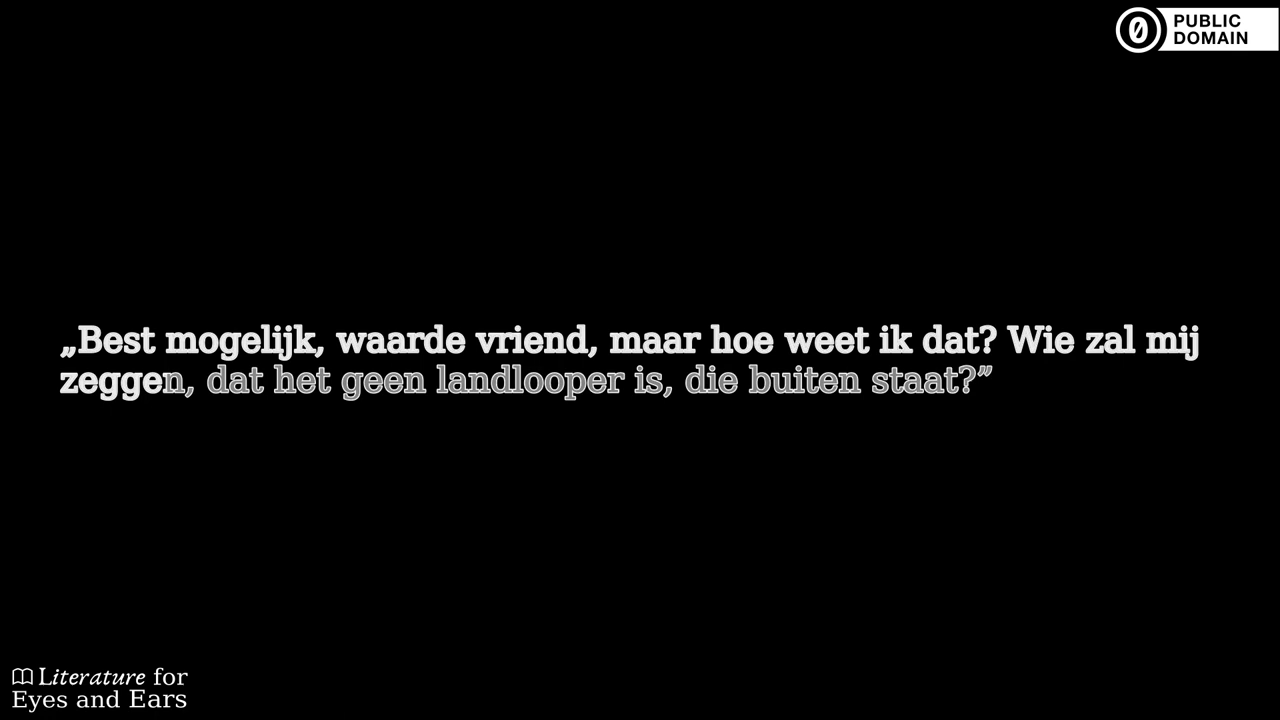 PUBLIC
DOMAIN
„Best mogelijk, waarde vriend, maar hoe weet ik dat? Wie zal mij
zeggen, dat het geen landlooper is, die buiten staat?”
Literature for
Eyes and Ears